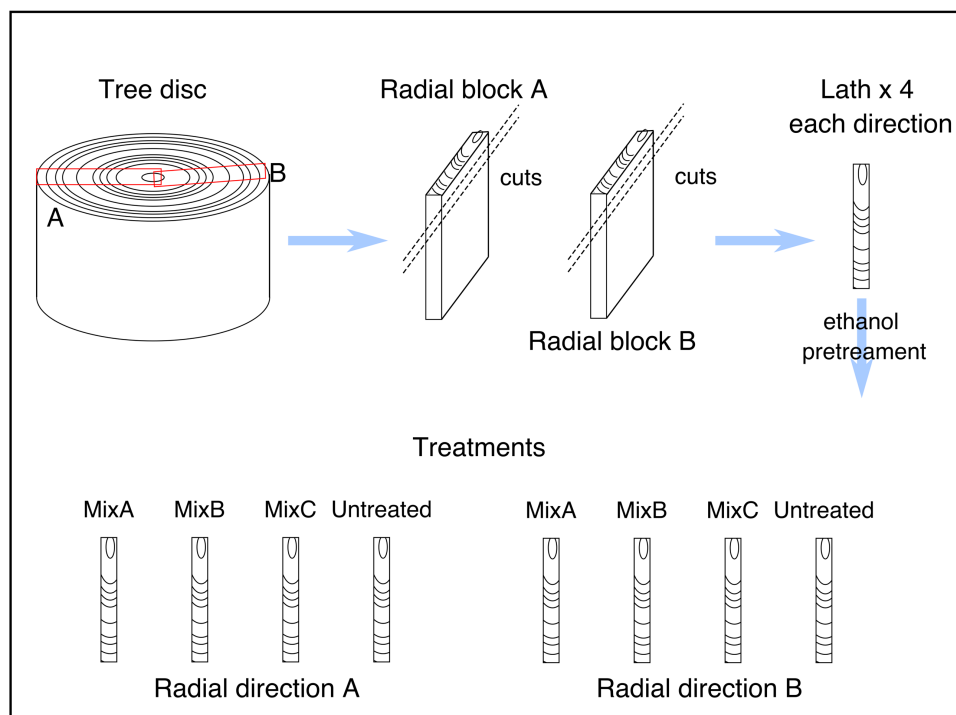 Tree disc
Radial block A
Lath x 4
each direction
B
A
cuts
cuts
Radial block B
ethanol
pretreament
Treatments
MixA
MixB
MixC
Untreated
MixA
MixB
MixC
Untreated
Radial direction A
Radial direction B